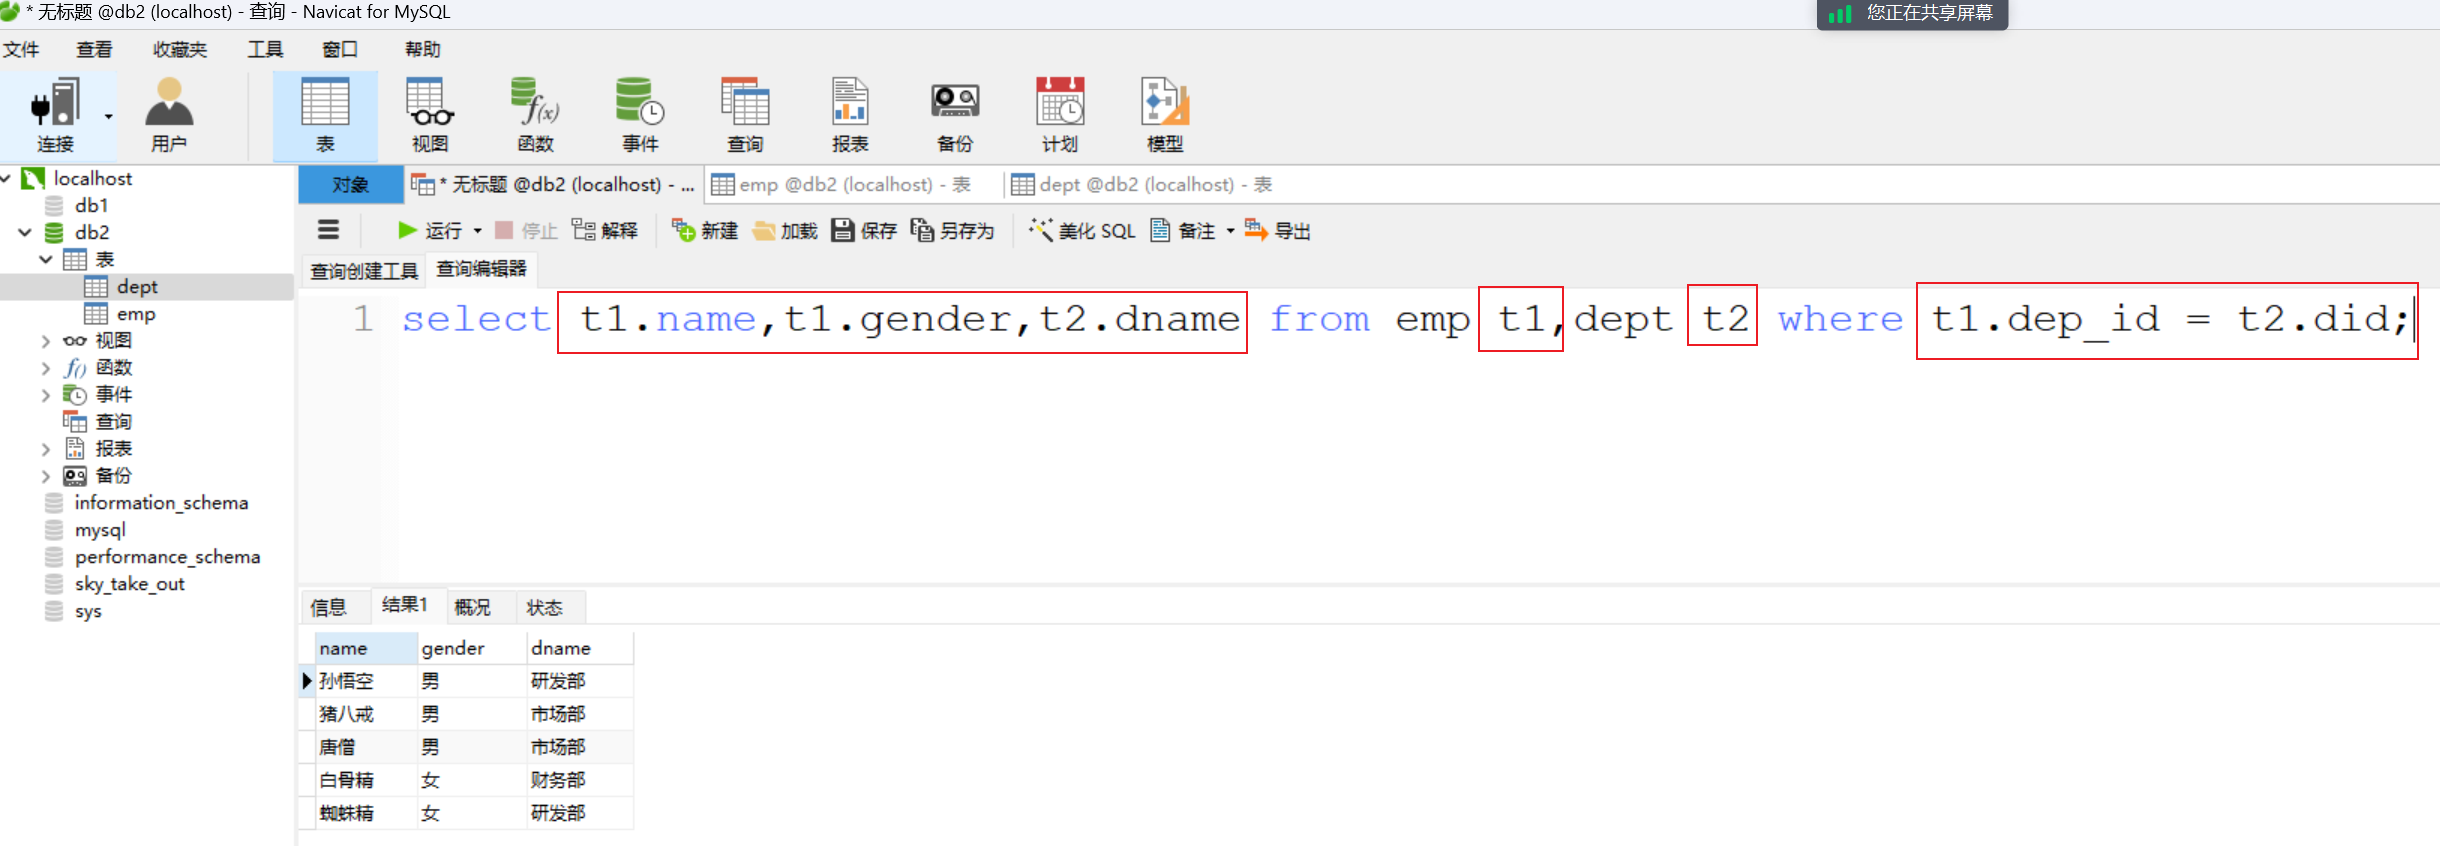 * 无标题 @db2 (localhost) - 查询 - Navicat for MySQL
您正在共享屏幕
文件 查看 收藏夹 工具 窗口 帮助
连接 用户 表 视图 函数 事件 查询 报表 备份 计划 模型
对象 * 无标题 @db2 (localhost) - ... emp @db2 (localhost) - 表 dept @db2 (localhost) - 表
运行 停止 解释 新建 加载 保存 另存为 美化 SQL 备注 导出
查询创建工具 查询编辑器
localhost
db1
db2
表
dept
emp
视图
f() 函数
事件
查询
报表
备份
information_schema
mysql
performance_schema
sky_take_out
sys
1 select t1.name,t1.gender,t2.dname from emp t1,dept t2 where t1.dep_id = t2.did;
信息 结果1 概况 状态
name gender dname
孙悟空 男 研发部
猪八戒 男 市场部
唐僧 男 市场部
白骨精 女 财务部
蜘蛛精 女 研发部